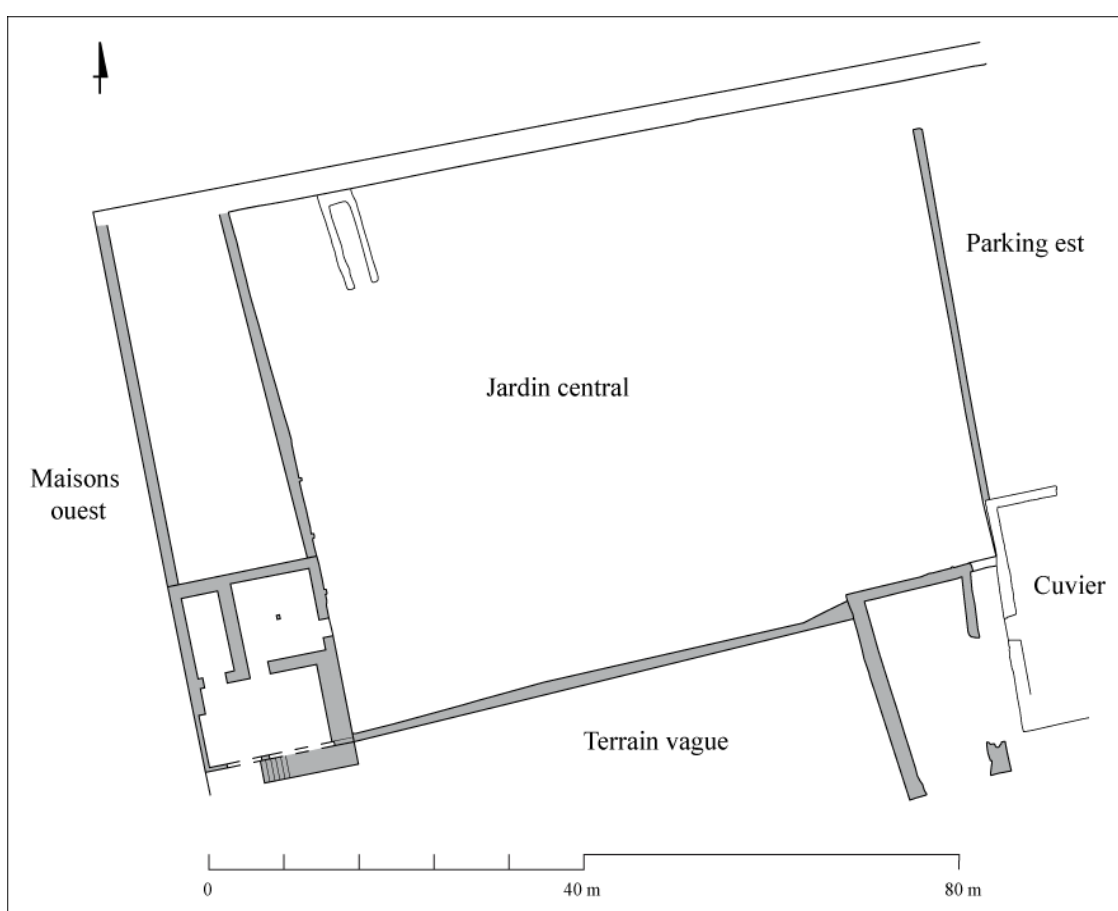 Parking est
Jardin central
Maisons
ouest
Cuvier
Terrain vague
0
40 m
80 m